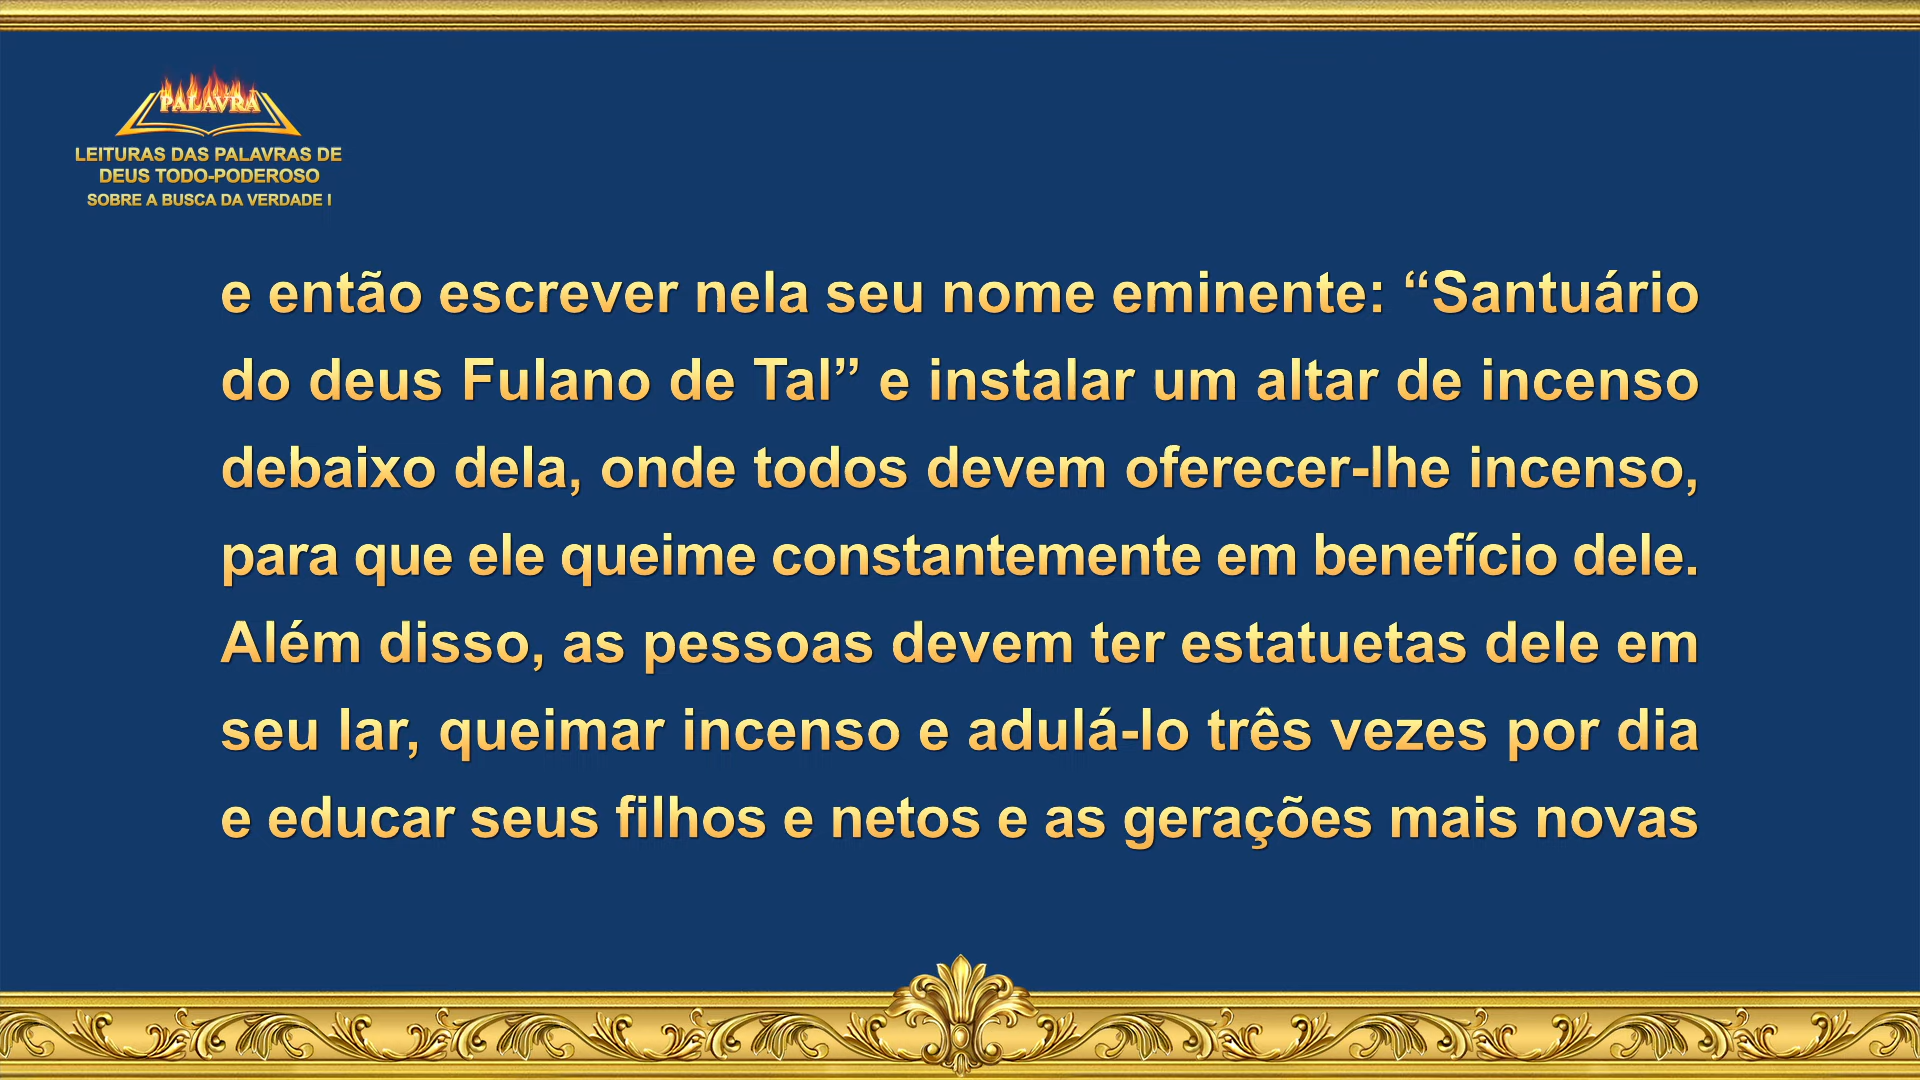 PALAVRA
LEITURAS DAS PALAVRAS DE
DEUS TODO-PODEROSO
SOBRE A BUSCA DA VERDADE I
e então escrever nela seu nome eminente: “Santuário
do deus Fulano de Tal” e instalar um altar de incenso
debaixo dela, onde todos devem oferecer-lhe incenso,
para que ele queime constantemente em benefício dele.
Além disso, as pessoas devem ter estatuetas dele em
seu lar, queimar incenso e adulá-lo três vezes por dia
e educar seus filhos e netos e as gerações mais novas